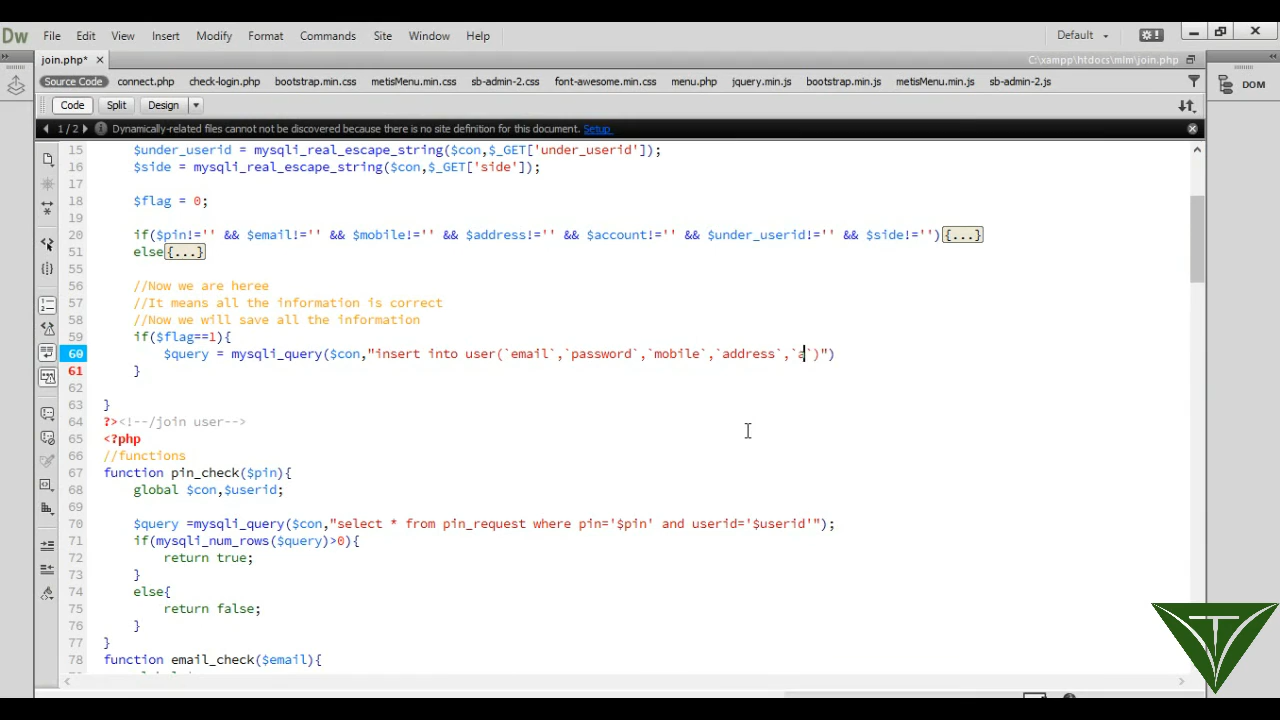 Dw File Edit View Insert Modify Format Commands Site Window Help Default
join.php* C:\xampp\htdocs\mlm\join.php
Source Code connect.php check-login.php bootstrap.min.css metisMenu.min.css sb-admin-2.css font-awesome.min.css menu.php jquery.min.js bootstrap.min.js metisMenu.min.js sb-admin-2.js
Code Split Design DOM
1 / 2 Dynamically-related files cannot not be discovered because there is no site definition for this document. Setup
15 $under_userid = mysqli_real_escape_string($con,$_GET['under_userid']);
16 $side = mysqli_real_escape_string($con,$_GET['side']);
17
18 $flag = 0;
19
20 if($pin!='' && $email!='' && $mobile!='' && $address!='' && $account!='' && $under_userid!='' && $side!=''){...}
51 else{...}
55
56 //Now we are heree
57 //It means all the information is correct
58 //Now we will save all the information
59 if($flag==1){
60 $query = mysqli_query($con,"insert into user(`email`,`password`,`mobile`,`address`,`a`)")
61 }
62
63 }
64 ?><!--/join user-->
65 <?php
66 //functions
67 function pin_check($pin){
68 global $con,$userid;
69
70 $query =mysqli_query($con,"select * from pin_request where pin='$pin' and userid='$userid'");
71 if(mysqli_num_rows($query)>0){
72 return true;
73 }
74 else{
75 return false;
76 }
77 }
78 function email_check($email){